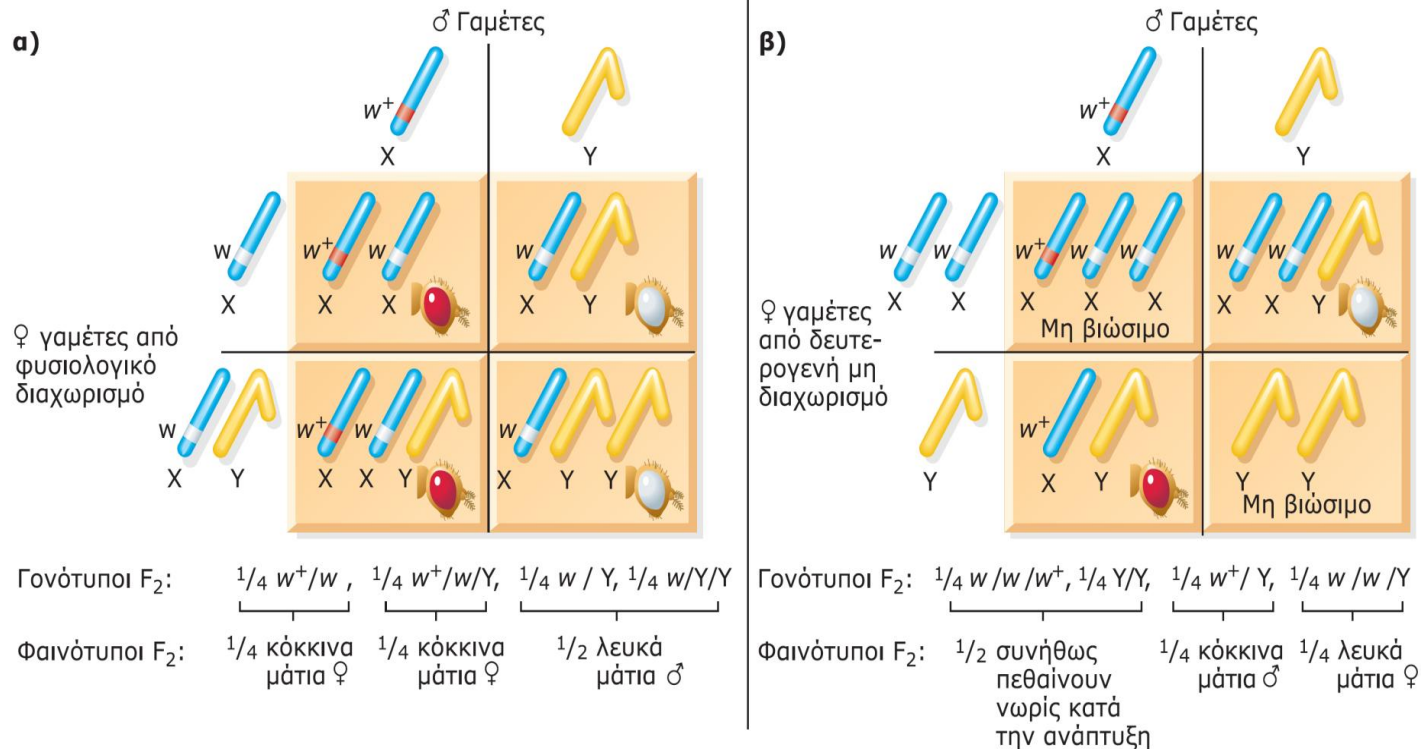 α)
♂ Γαμέτες
w+
X
Y
w
X
w+ w
X X
w
X Y
♀ γαμέτες από
φυσιολογικό
διαχωρισμό
w
X Y
w+ w
X X Y
w
X Y Y
Γονότυποι F2: 1/4 w+/w , 1/4 w+/w/Y, 1/4 w / Y, 1/4 w/Y/Y
Φαινότυποι F2: 1/4 κόκκινα μάτια ♀ 1/4 κόκκινα μάτια ♀ 1/2 λευκά μάτια ♂
β)
♂ Γαμέτες
w+
X
Y
w w
X X
w+ w w
X X X
Μη βιώσιμο
w w
X X Y
♀ γαμέτες
από δευτε-
ρογενή μη
διαχωρισμό
Y
w+
X Y
Y Y
Μη βιώσιμο
Γονότυποι F2: 1/4 w /w /w+, 1/4 Y/Y, 1/4 w+/ Y, 1/4 w /w /Y
Φαινότυποι F2: 1/2 συνήθως πεθαίνουν νωρίς κατά την ανάπτυξη 1/4 κόκκινα μάτια ♂ 1/4 λευκά μάτια ♀